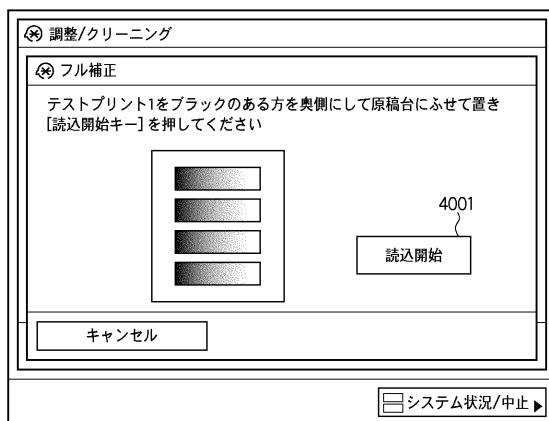 調整/クリーニング
フル補正
テストプリント1をブラックのある方を奥側にして原稿台にふせて置き
[読込開始キー]を押してください
4001
読込開始
キャンセル
システム状況/中止